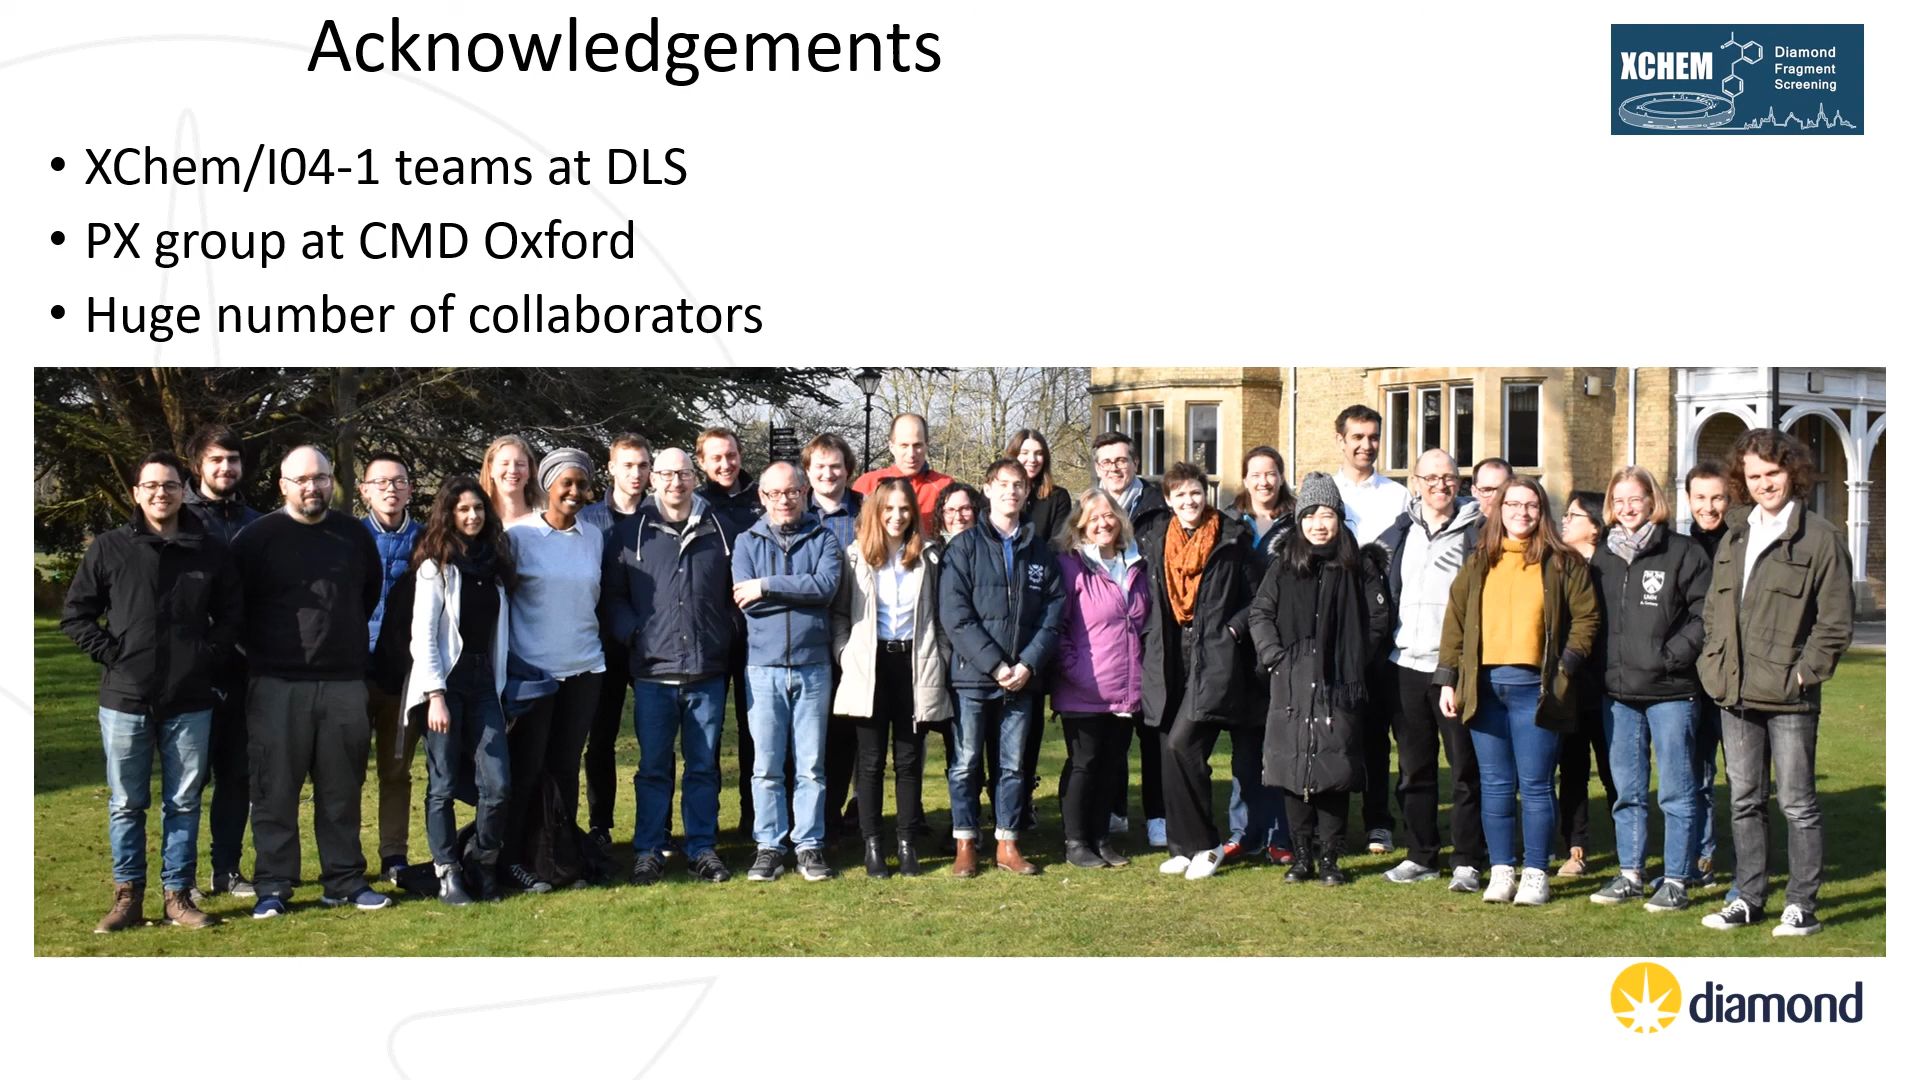 Acknowledgements
XCHEM
Diamond
Fragment
Screening
• XChem/I04-1 teams at DLS
• PX group at CMD Oxford
• Huge number of collaborators
diamond